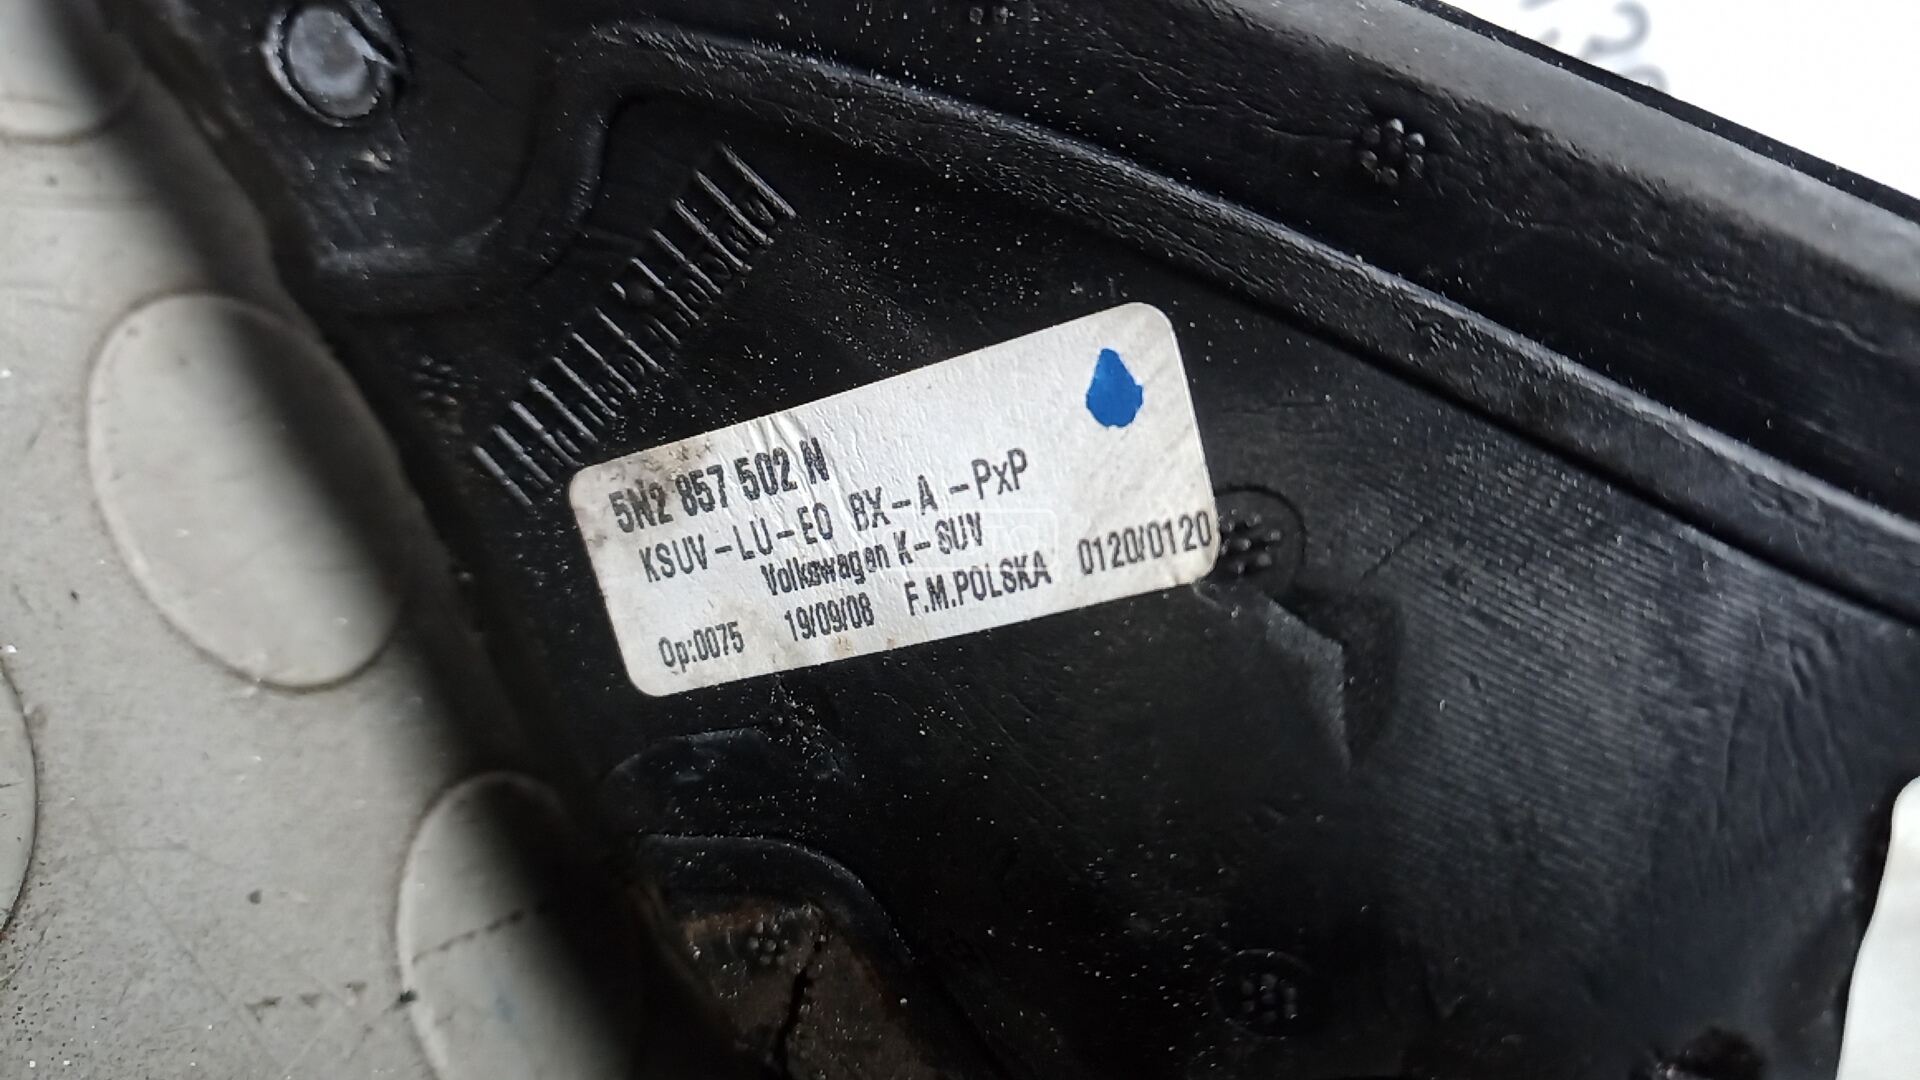 5N2 857 502 N
KSUV-LU-EO BX-A-PxP
Volkswagen K-SUV
Op:0075 19/09/08 F.M.POLSKA 0120/0120